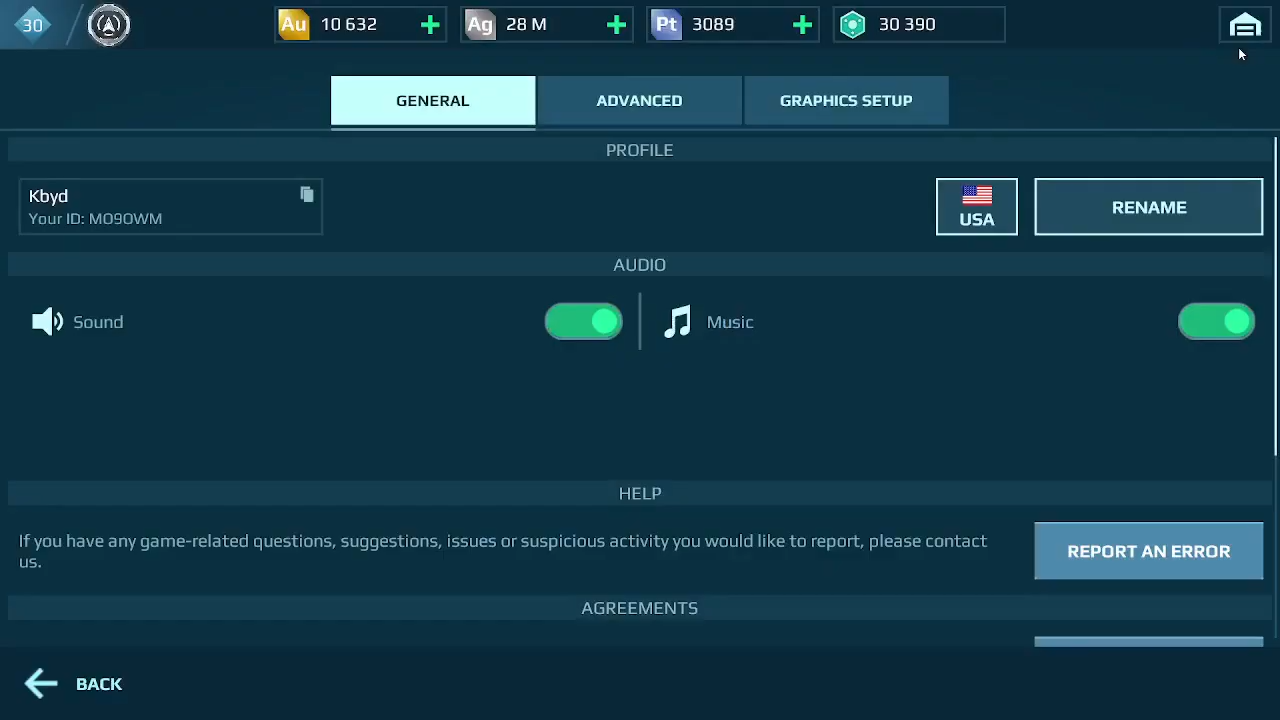 30
Au 10 632 +
Ag 28 M +
Pt 3089 +
30 390
GENERAL
ADVANCED
GRAPHICS SETUP
PROFILE
Kbyd
Your ID: MO9OWM
USA
RENAME
AUDIO
Sound
Music
HELP
If you have any game-related questions, suggestions, issues or suspicious activity you would like to report, please contact
us.
REPORT AN ERROR
AGREEMENTS
BACK